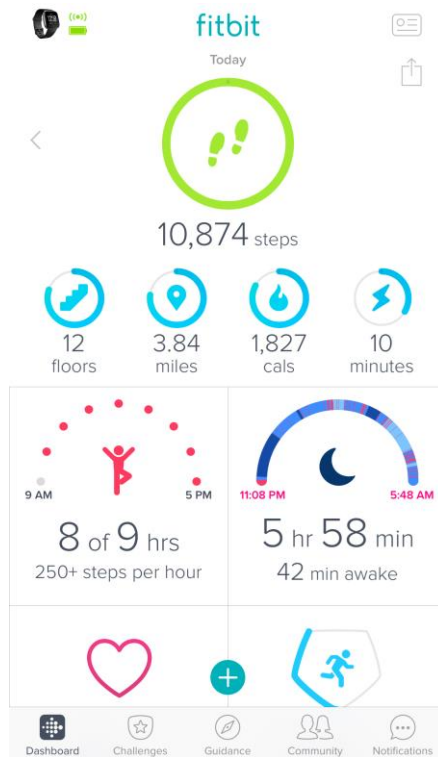 fitbit
Today
10,874 steps
12 floors
3.84 miles
1,827 cals
10 minutes
9 AM
5 PM
8 of 9 hrs
250+ steps per hour
11:08 PM
5:48 AM
5 hr 58 min
42 min awake
Dashboard
Challenges
Guidance
Community
Notifications